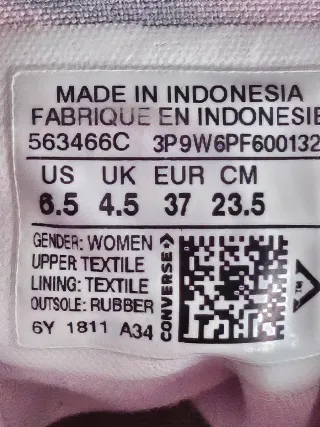 MADE IN INDONESIA
FABRIQUE EN INDONESIE
563466C 3P9W6PF600132
US UK EUR CM
6.5 4.5 37 23.5
GENDER: WOMEN
UPPER TEXTILE
LINING: TEXTILE
OUTSOLE: RUBBER
6Y 1811 A34
CONVERSE
TM